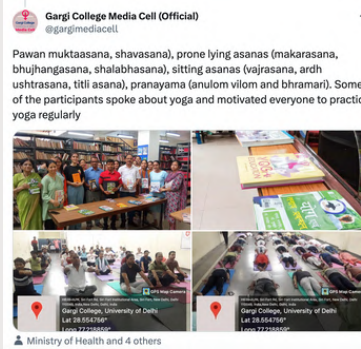 Gargi College Media Cell (Official)
@gargimediacell
Pawan muktaasana, shavasana), prone lying asanas (makarasana,
bhujhangasana, shalabhasana), sitting asanas (vajrasana, ardh
ushtrasana, titli asana), pranayama (anulom vilom and bhramari). Some
of the participants spoke about yoga and motivated everyone to practic
yoga regularly
GPS Map Camera
Gargi College, University of Delhi
Lat 28.554756°
Long 77.218859°
GPS Map Camera
Gargi College, University of Delhi
Lat 28.554756°
Long 77.218859°
Ministry of Health and 4 others